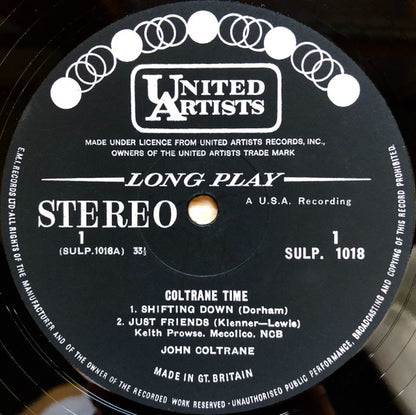 UNITED
ARTISTS
MADE UNDER LICENCE FROM UNITED ARTISTS RECORDS, INC.,
OWNERS OF THE UNITED ARTISTS TRADE MARK
LONG PLAY
STEREO
A U.S.A. Recording
1
(SULP.1018A) 33⅓
1
SULP. 1018
COLTRANE TIME
1. SHIFTING DOWN (Dorham)
2. JUST FRIENDS (Klenner—Lewis)
Keith Prowse. Mecolico. NCB
JOHN COLTRANE
MADE IN GT. BRITAIN
E.M.I. RECORDS LTD·ALL RIGHTS OF THE MANUFACTURER AND OF THE OWNER OF THE RECORDED WORK RESERVED·UNAUTHORISED PUBLIC PERFORMANCE, BROADCASTING AND COPYING OF THIS RECORD PROHIBITED.